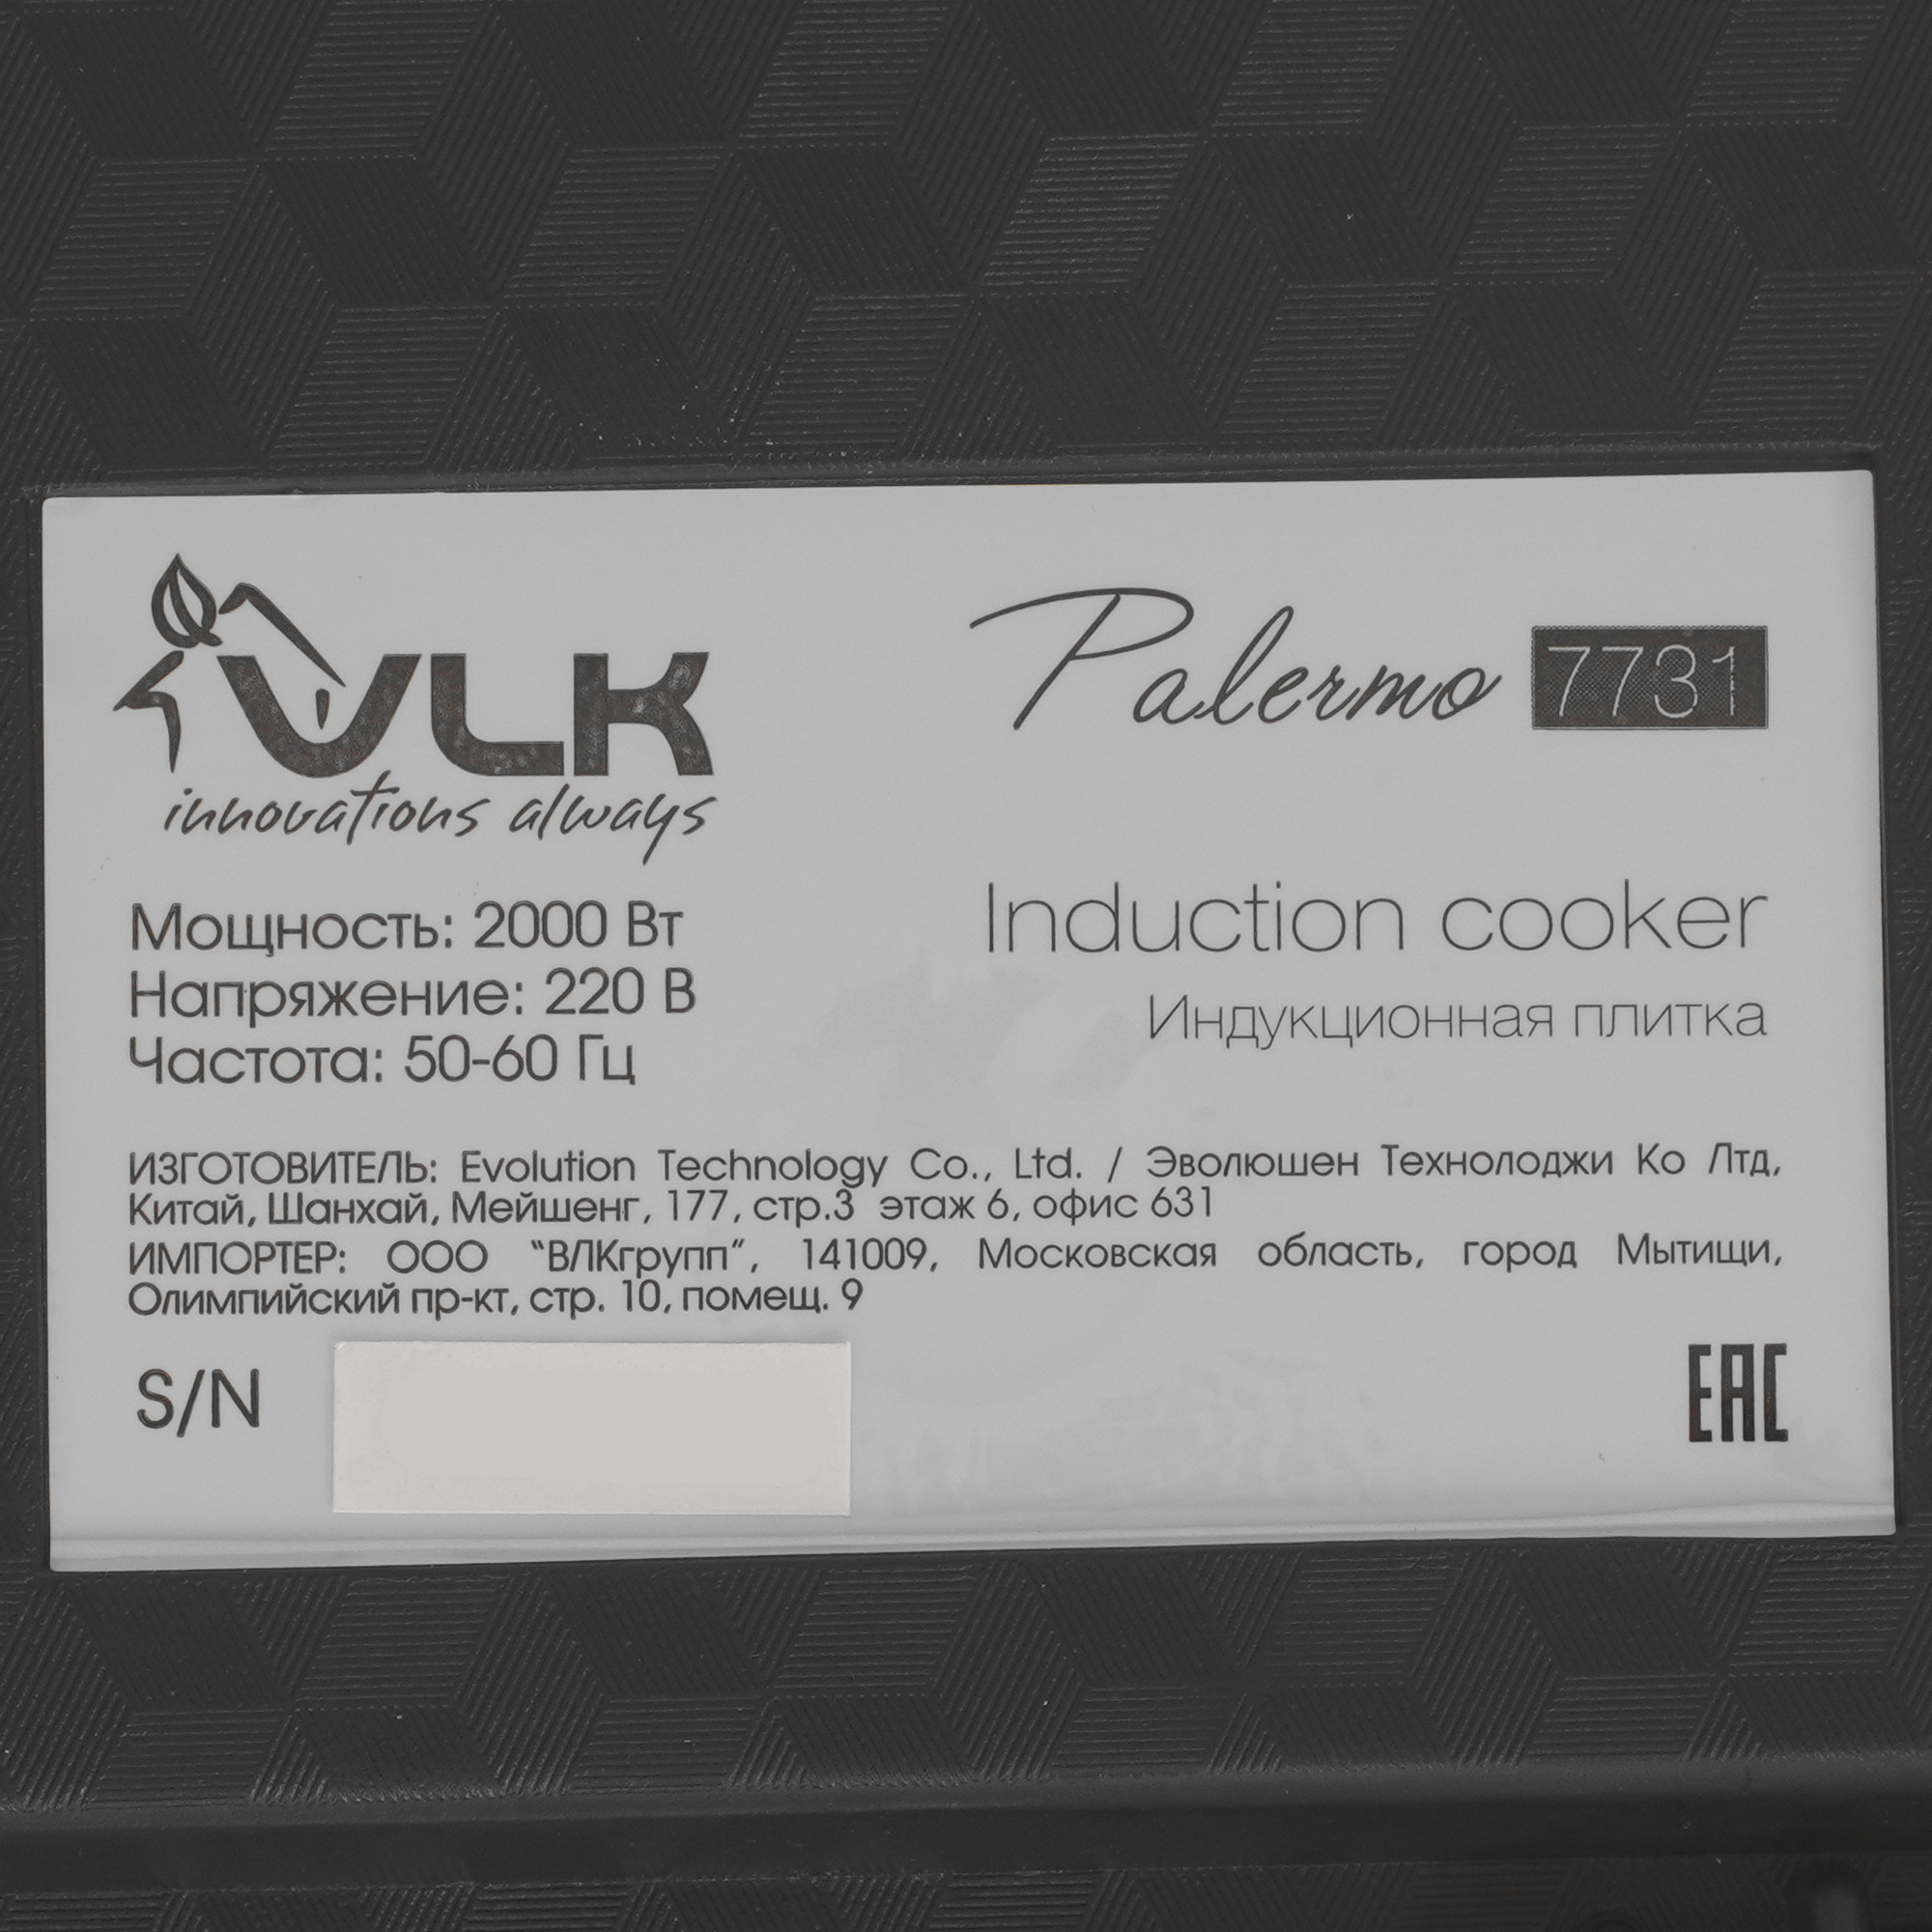 VLK
innovations always
Palermo 7731
Мощность: 2000 Вт
Напряжение: 220 В
Частота: 50-60 Гц
Induction cooker
Индукционная плитка
ИЗГОТОВИТЕЛЬ: Evolution Technology Co., Ltd. / Эволюшен Технолоджи Ко Лтд,
Китай, Шанхай, Мейшенг, 177, стр.3 этаж 6, офис 631
ИМПОРТЕР: ООО "ВЛКгрупп", 141009, Московская область, город Мытищи,
Олимпийский пр-кт, стр. 10, помещ. 9
S/N
EAC